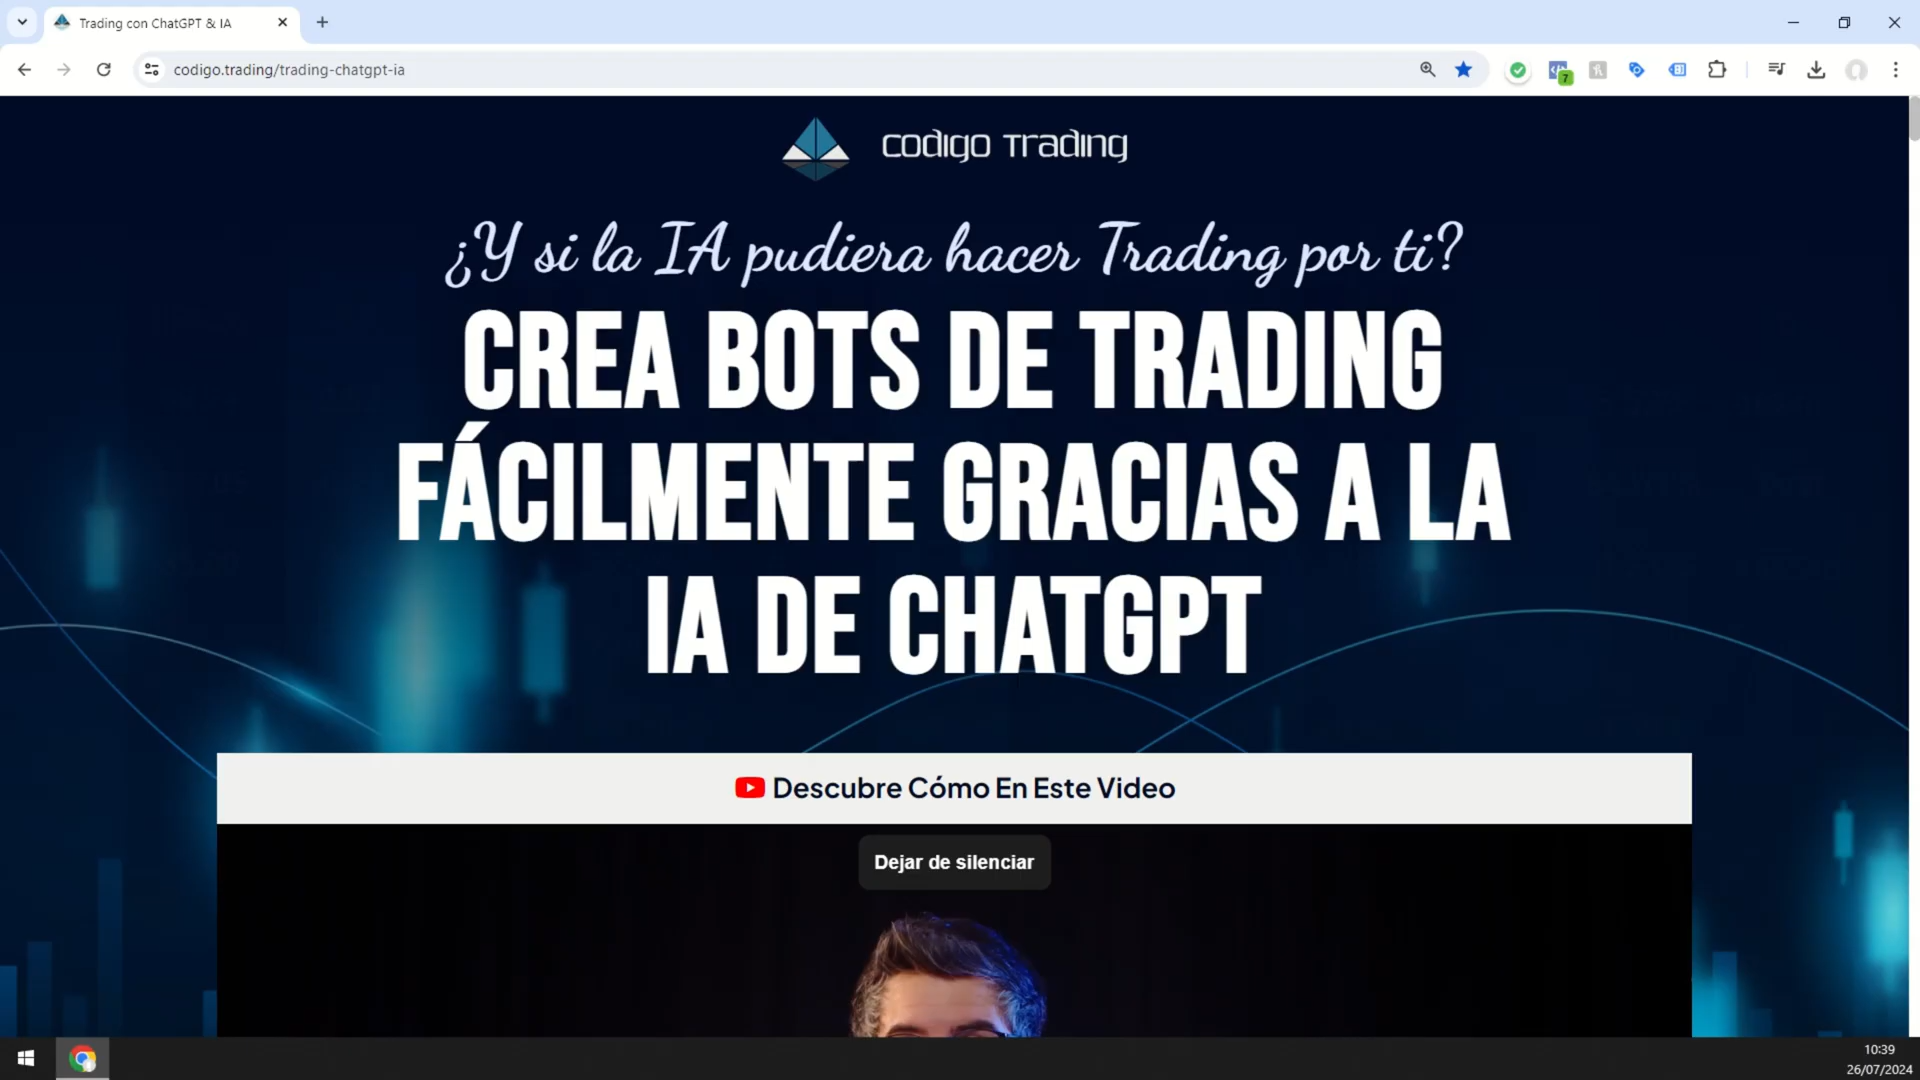 Trading con ChatGPT & IA
codigo.trading/trading-chatgpt-ia
7
codigo Trading
¿Y si la IA pudiera hacer Trading por ti?
CREA BOTS DE TRADING
FÁCILMENTE GRACIAS A LA
IA DE CHATGPT
Descubre Cómo En Este Video
Dejar de silenciar
10:39
26/07/2024